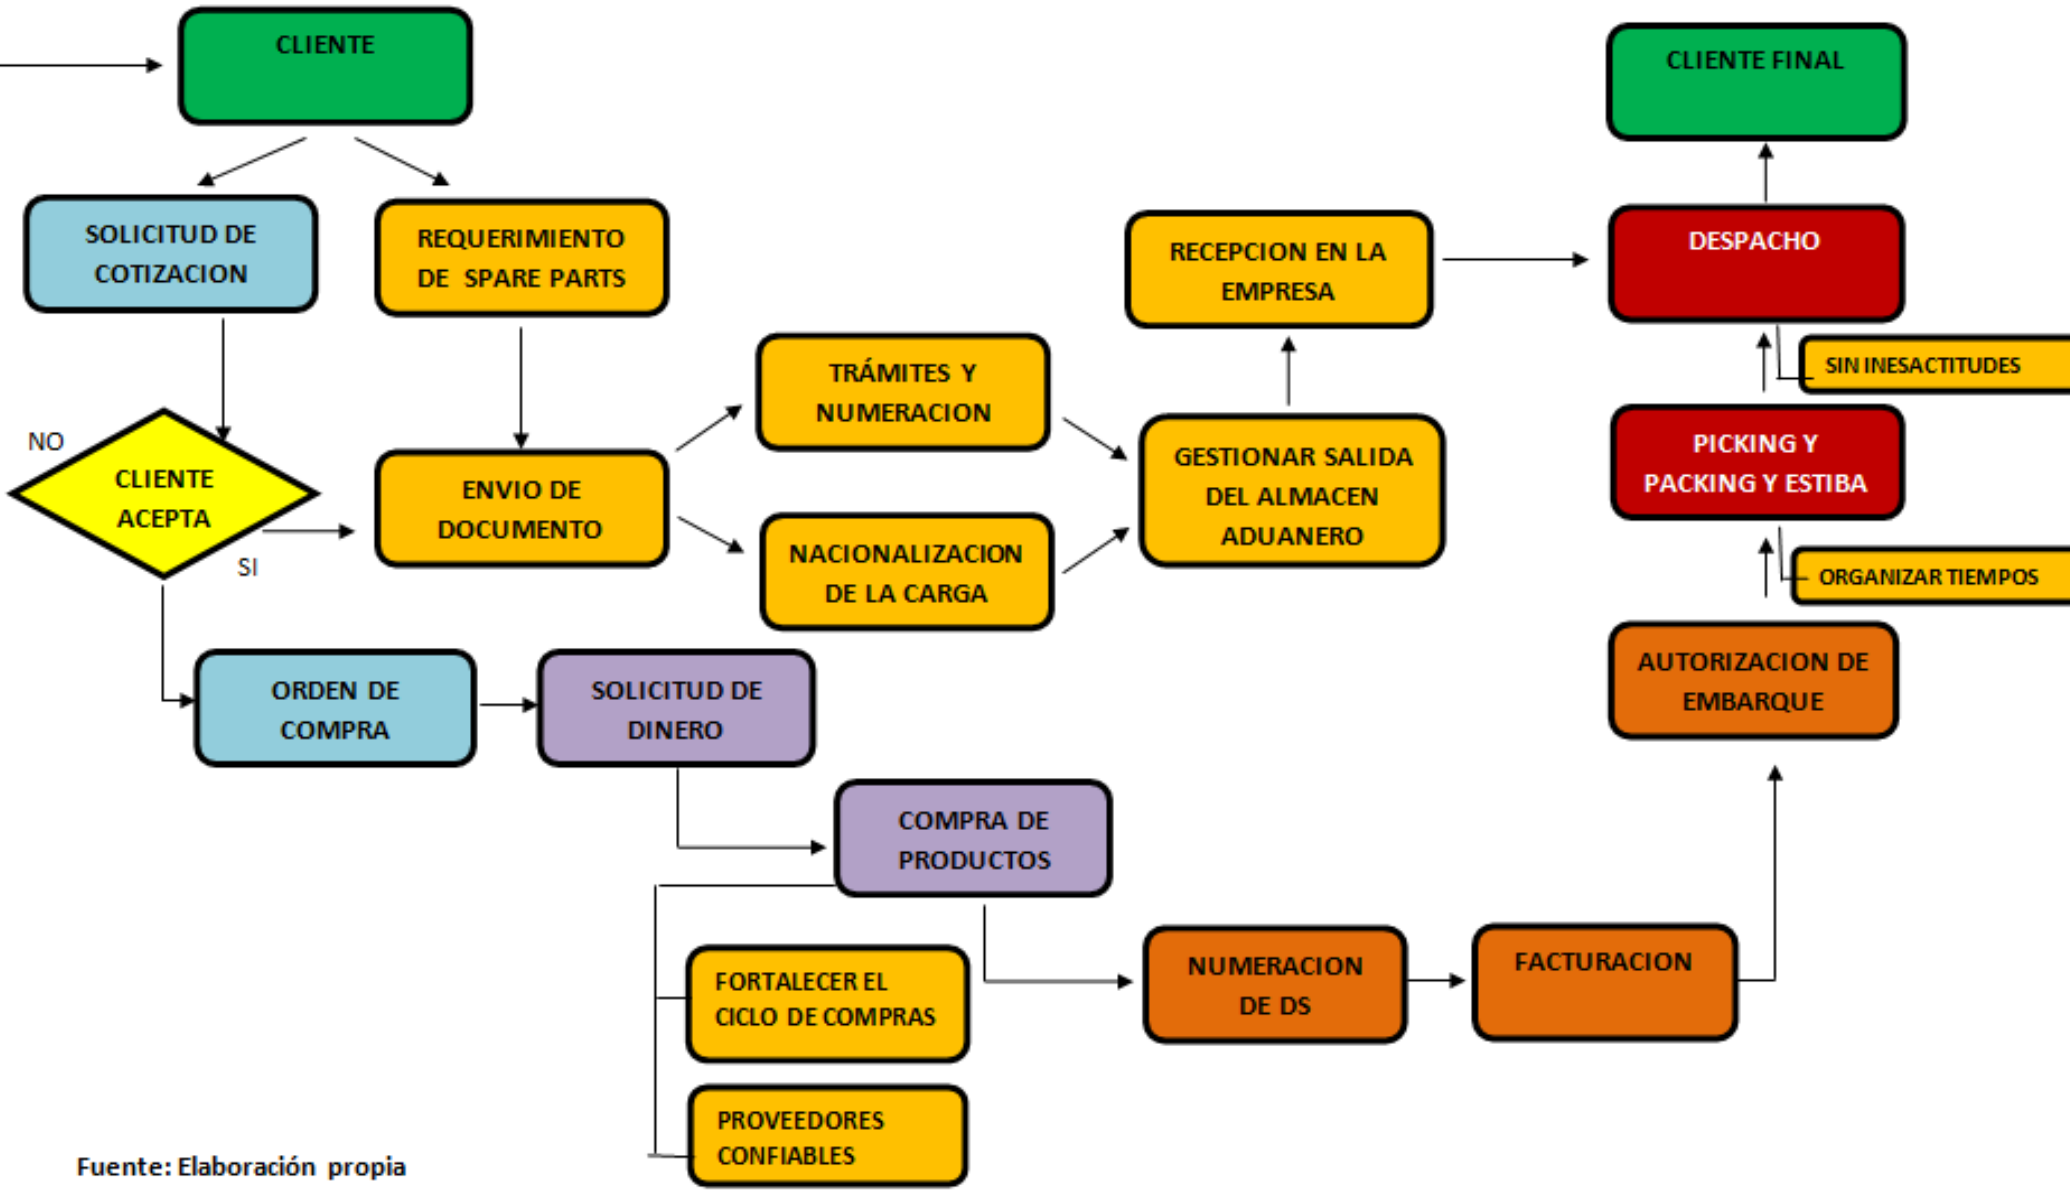 CLIENTE
CLIENTE FINAL
SOLICITUD DE
COTIZACION
REQUERIMIENTO
DE SPARE PARTS
RECEPCION EN LA
EMPRESA
DESPACHO
TRÁMITES Y
NUMERACION
SIN INESACTITUDES
NO
CLIENTE
ACEPTA
SI
ENVIO DE
DOCUMENTO
GESTIONAR SALIDA
DEL ALMACEN
ADUANERO
PICKING Y
PACKING Y ESTIBA
NACIONALIZACION
DE LA CARGA
ORGANIZAR TIEMPOS
ORDEN DE
COMPRA
SOLICITUD DE
DINERO
AUTORIZACION DE
EMBARQUE
COMPRA DE
PRODUCTOS
FORTALECER EL
CICLO DE COMPRAS
NUMERACION
DE DS
FACTURACION
PROVEEDORES
CONFIABLES
Fuente: Elaboración propia